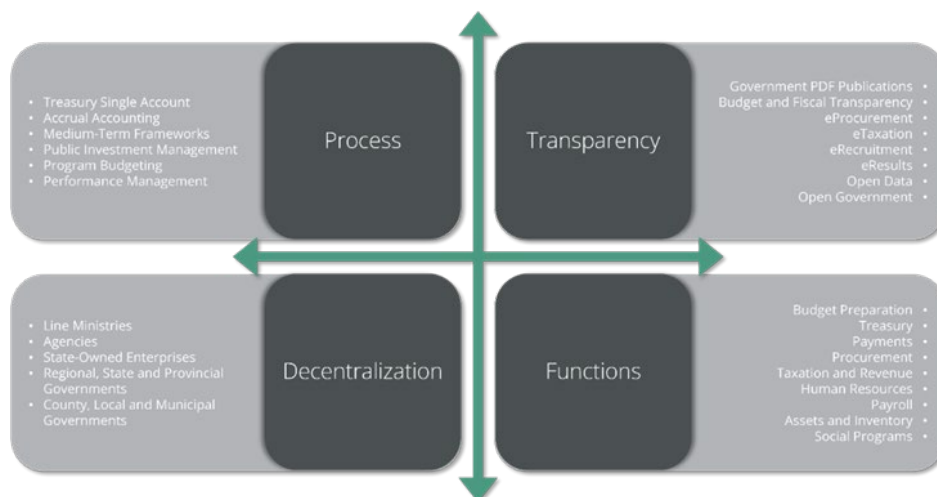 • Treasury Single Account
• Accrual Accounting
• Medium-Term Frameworks
• Public Investment Management
• Program Budgeting
• Performance Management
Process
Transparency
Government PDF Publications •
Budget and Fiscal Transparency •
eProcurement •
eTaxation •
eRecruitment •
eResults •
Open Data •
Open Government •
• Line Ministries
• Agencies
• State-Owned Enterprises
• Regional, State and Provincial
Governments
• County, Local and Municipal
Governments
Decentralization
Functions
Budget Preparation •
Treasury •
Payments •
Procurement •
Taxation and Revenue •
Human Resources •
Payroll •
Assets and Inventory •
Social Programs •